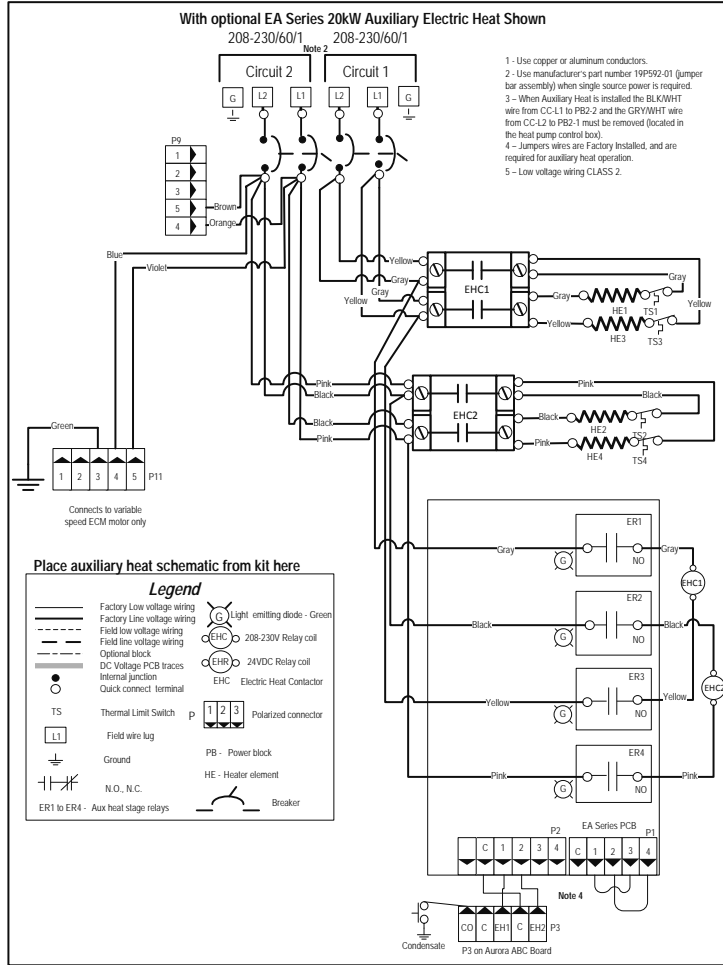 With optional EA Series 20kW Auxiliary Electric Heat Shown
208-230/60/1 Note 2 208-230/60/1
Circuit 2 Circuit 1
G L2 L1 L2 L1 G
1 - Use copper or aluminum conductors.
2 - Use manufacturer's part number 19P592-01 (jumper
bar assembly) when single source power is required.
3 – When Auxiliary Heat is installed the BLK/WHT
wire from CC-L1 to PB2-2 and the GRY/WHT wire
from CC-L2 to PB2-1 must be removed (located in
the heat pump control box).
4 – Jumpers wires are Factory Installed, and are
required for auxiliary heat operation.
5 – Low voltage wiring CLASS 2.
P9
1
2
3
5 Brown
4 Orange
Blue
Violet
Yellow
Gray
Gray
Yellow
EHC1
Gray
Yellow
Gray HE1 TS1
Yellow HE3 TS3
Pink
Black
Black
Pink
EHC2
Pink
Black
Black HE2 TS2
Pink HE4 TS4
Green
1 2 3 4 5 P11
Connects to variable
speed ECM motor only
ER1
Gray G NO Gray
EHC1
ER2
Black G NO Black
EHC2
ER3
Yellow G NO Yellow
ER4
Pink G NO Pink
EA Series PCB
P2 P1
C 1 2 3 4 C 1 2 3 4
Note 4
CO C EH1 C EH2 P3
Condensate
P3 on Aurora ABC Board
Place auxiliary heat schematic from kit here
Legend
Factory Low voltage wiring
Factory Line voltage wiring
Field low voltage wiring
Field line voltage wiring
Optional block
DC Voltage PCB traces
Internal junction
Quick connect terminal
TS Thermal Limit Switch
L1 Field wire lug
Ground
N.O., N.C.
ER1 to ER4 - Aux heat stage relays
G Light emitting diode - Green
EHC 208-230V Relay coil
EHR 24VDC Relay coil
EHC Electric Heat Contactor
P 1 2 3 Polarized connector
PB - Power block
HE - Heater element
Breaker